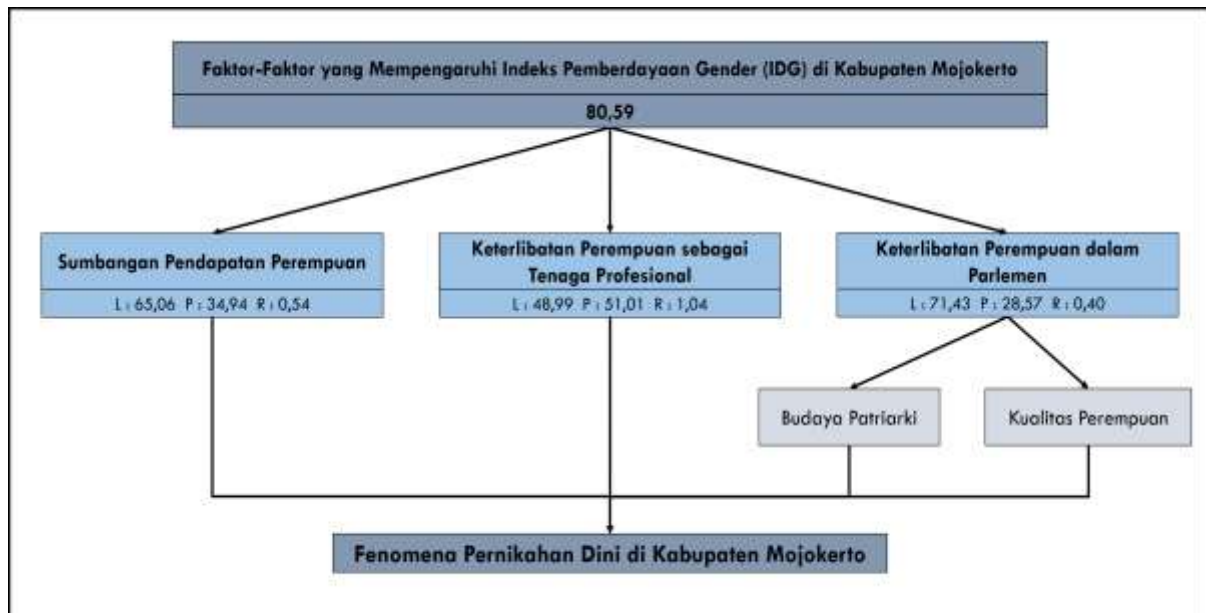 Faktor-Faktor yang Mempengaruhi Indeks Pemberdayaan Gender (IDG) di Kabupaten Mojokerto
80,59
Sumbangan Pendapatan Perempuan
L : 65,06 P : 34,94 R : 0,54
Keterlibatan Perempuan sebagai
Tenaga Profesional
L : 48,99 P : 51,01 R : 1,04
Keterlibatan Perempuan dalam
Parlemen
L : 71,43 P : 28,57 R : 0,40
Budaya Patriarki
Kualitas Perempuan
Fenomena Pernikahan Dini di Kabupaten Mojokerto